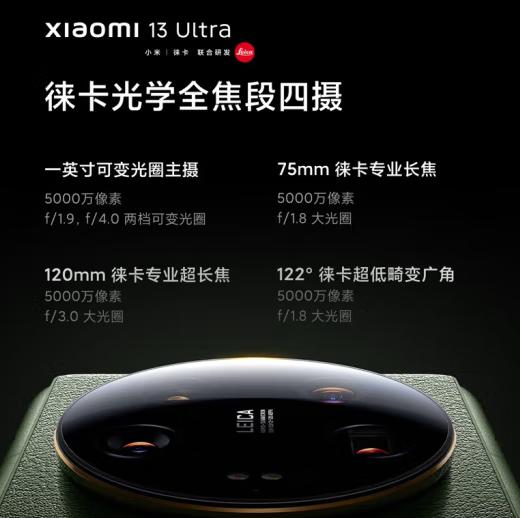 xıaomı 13 Ultra
小米 | 徕卡 联合研发 Leica
徕卡光学全焦段四摄
一英寸可变光圈主摄
5000万像素
f/1.9, f/4.0 两档可变光圈
75mm 徕卡专业长焦
5000万像素
f/1.8 大光圈
120mm 徕卡专业超长焦
5000万像素
f/3.0 大光圈
122° 徕卡超低畸变广角
5000万像素
f/1.8 大光圈
LEICA